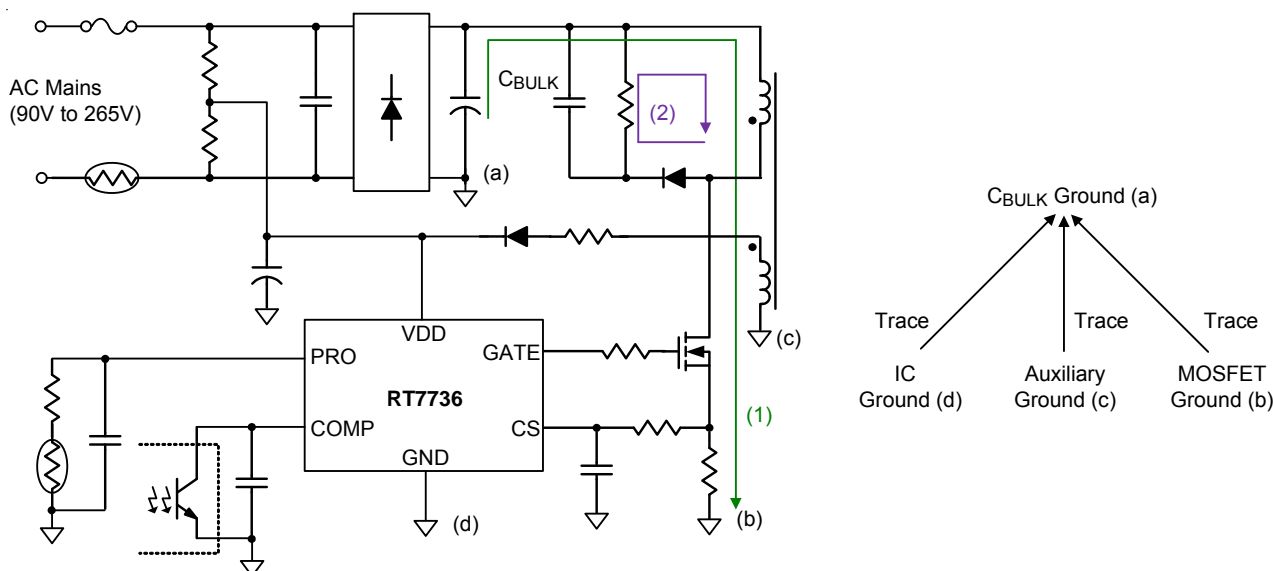 AC Mains
(90V to 265V)
CBULK
(2)
(a)
CBULK Ground (a)
VDD
(c)
Trace
Trace
Trace
PRO
GATE
RT7736
IC
Ground (d)
Auxiliary
Ground (c)
MOSFET
Ground (b)
COMP
CS
(1)
GND
(d)
(b)